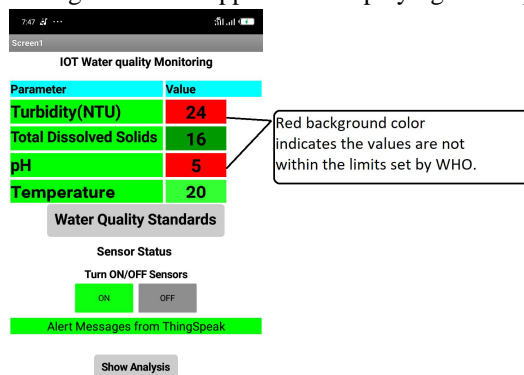 7:47
Screen1
IOT Water quality Monitoring
Parameter Value
Turbidity(NTU) 24
Total Dissolved Solids 16
pH 5
Temperature 20
Red background color
indicates the values are not
within the limits set by WHO.
Water Quality Standards
Sensor Status
Turn ON/OFF Sensors
ON OFF
Alert Messages from ThingSpeak
Show Analysis